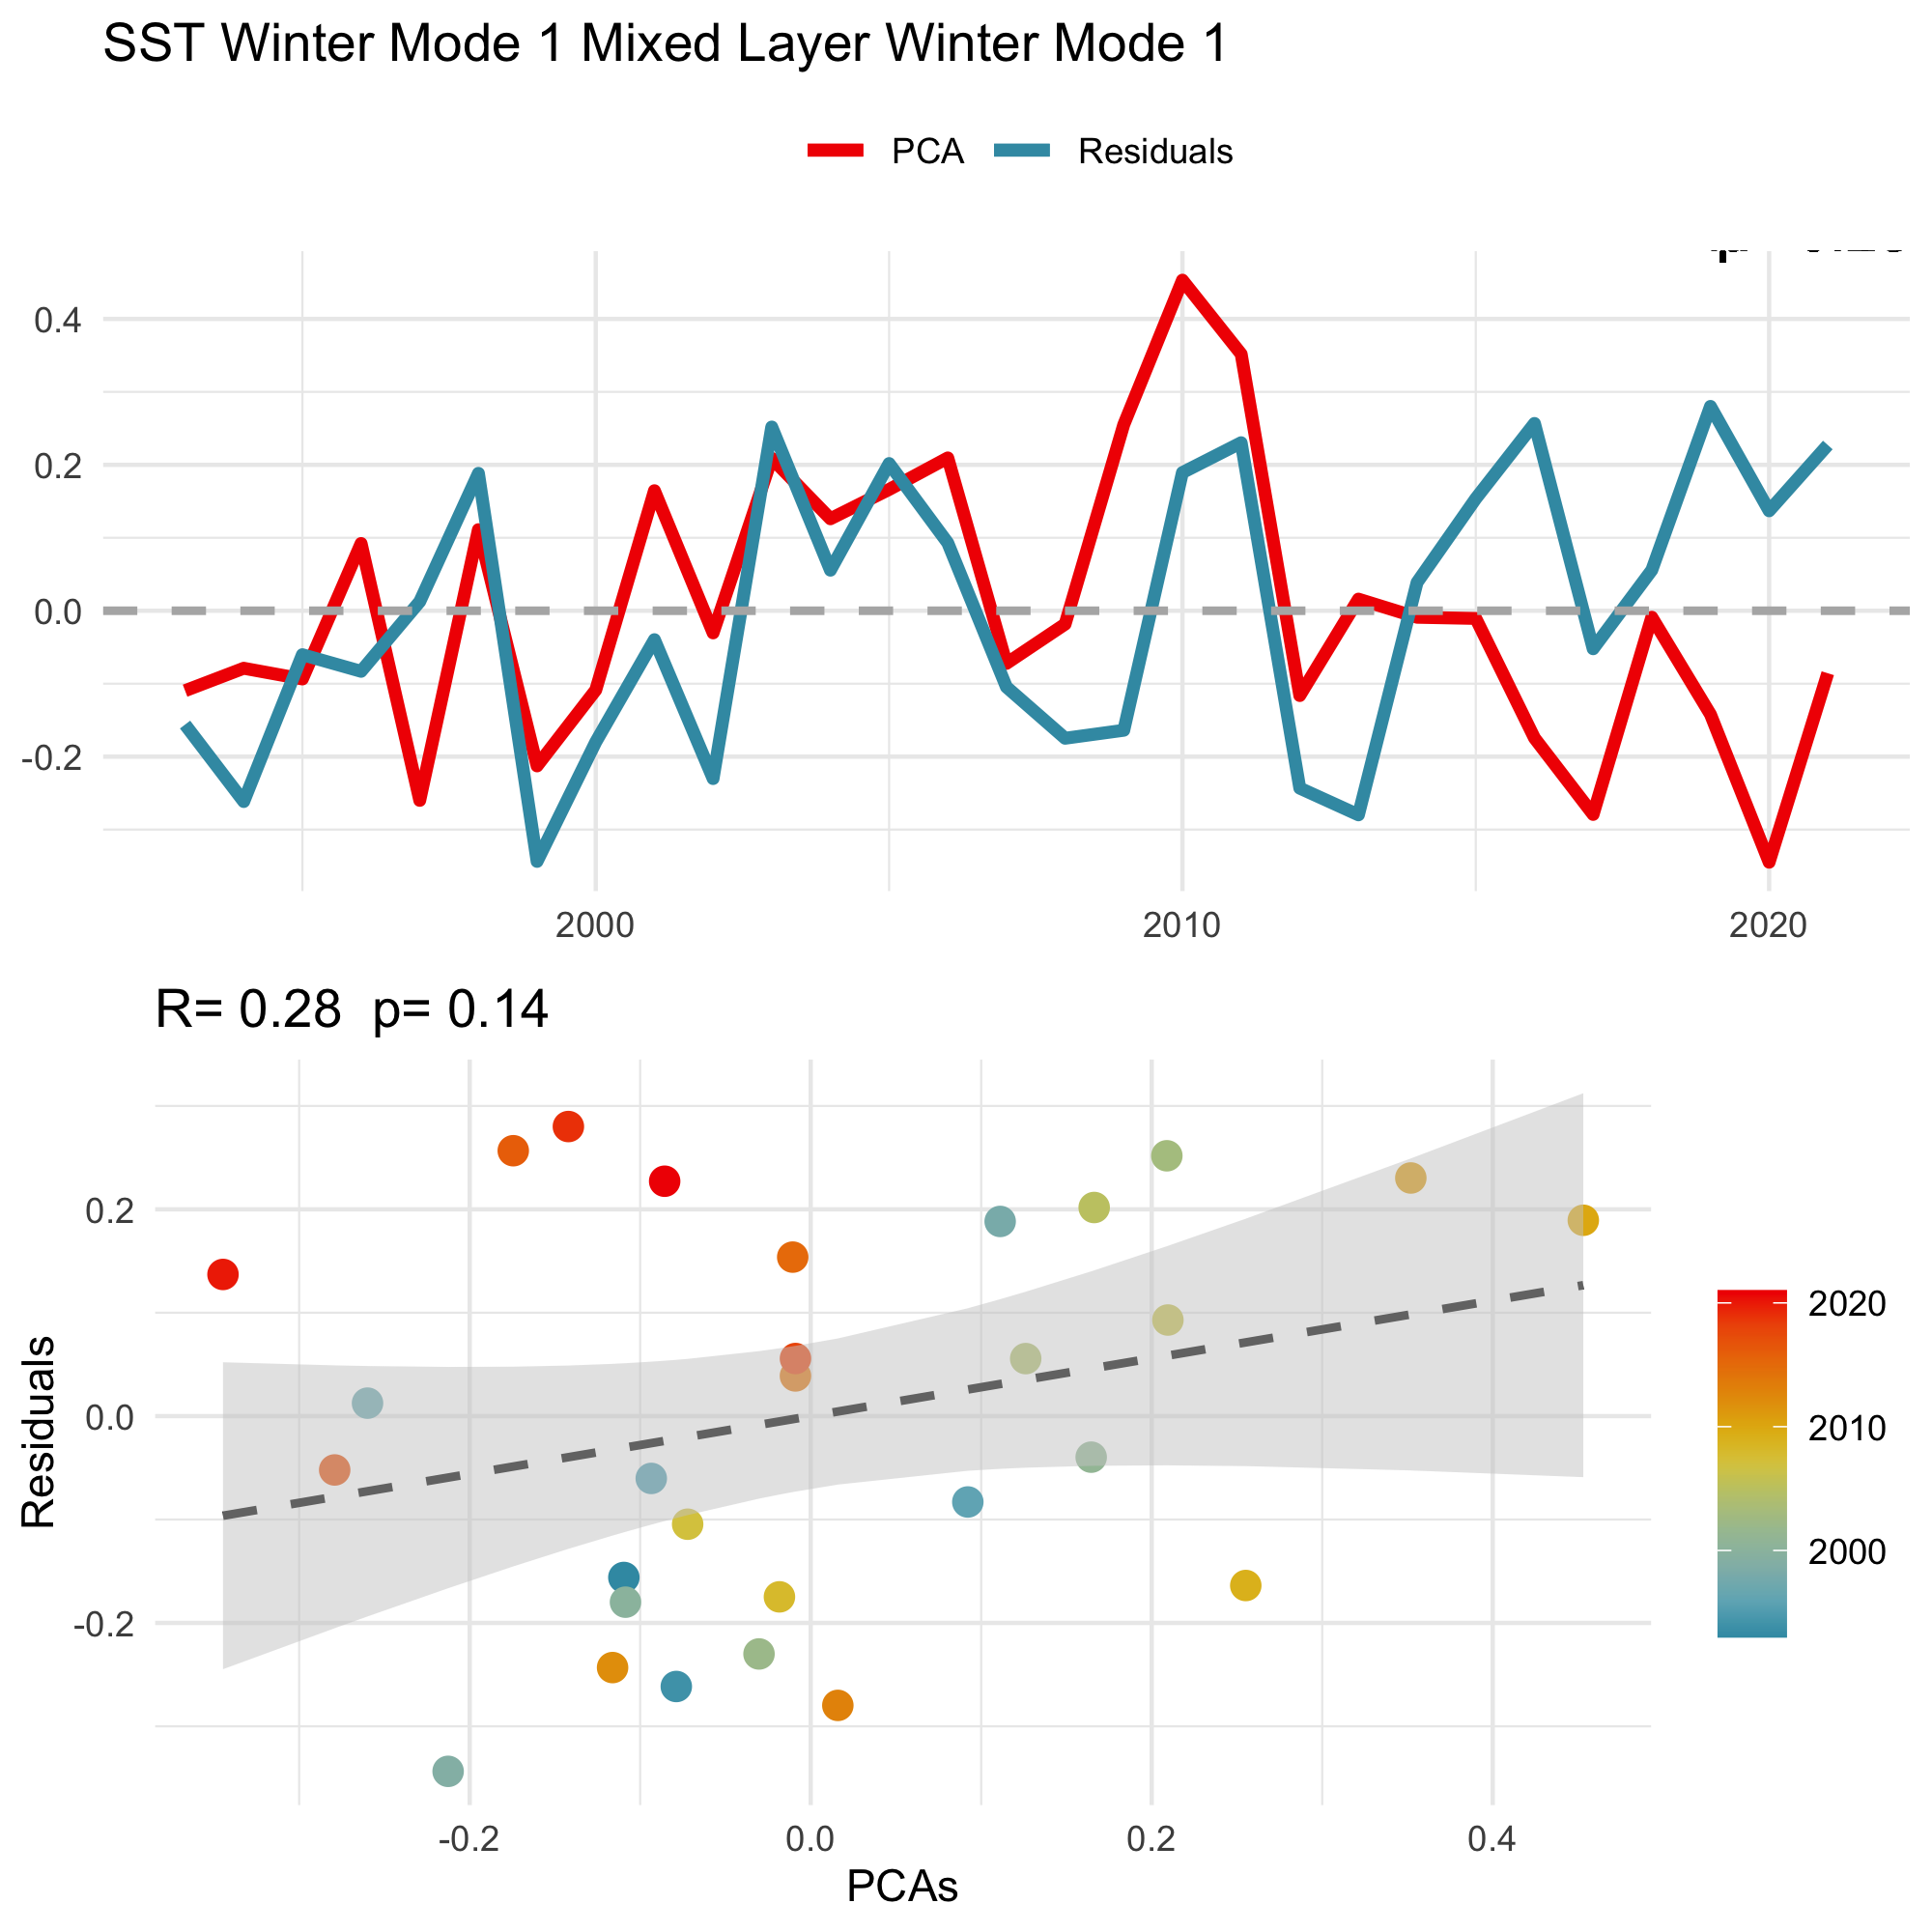 SST Winter Mode 1 Mixed Layer Winter Mode 1
PCA Residuals
0.4
0.2
0.0
-0.2
2000 2010 2020
R= 0.28 p= 0.14
Residuals
0.2
0.0
-0.2
-0.2 0.0 0.2 0.4
PCAs
2020
2010
2000